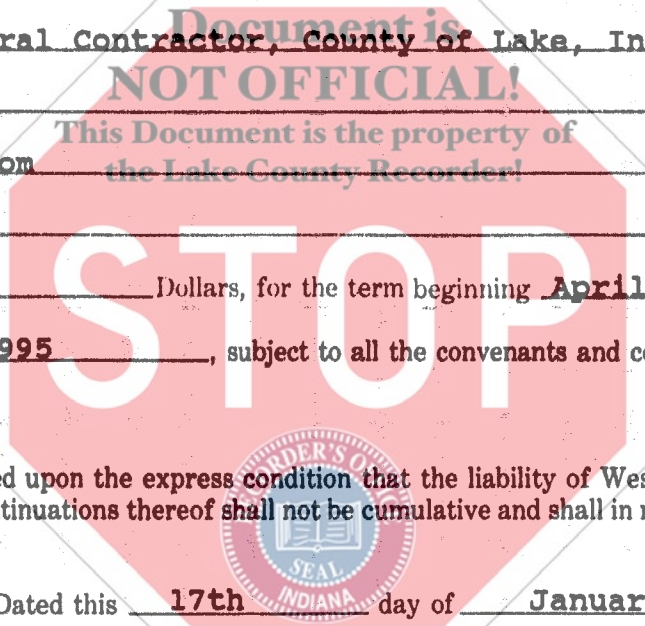 Document is
ral Contractor, County of Lake, In
NOT OFFICIAL!
This Document is the property of
om
the Lake County Recorder!
STOP
Dollars, for the term beginning April
995, subject to all the convenants and co
ed upon the express condition that the liability of Wes
tinuations thereof shall not be cumulative and shall in
RECORDER'S OFFICE
SEAL
INDIANA
Dated this 17th day of Januar